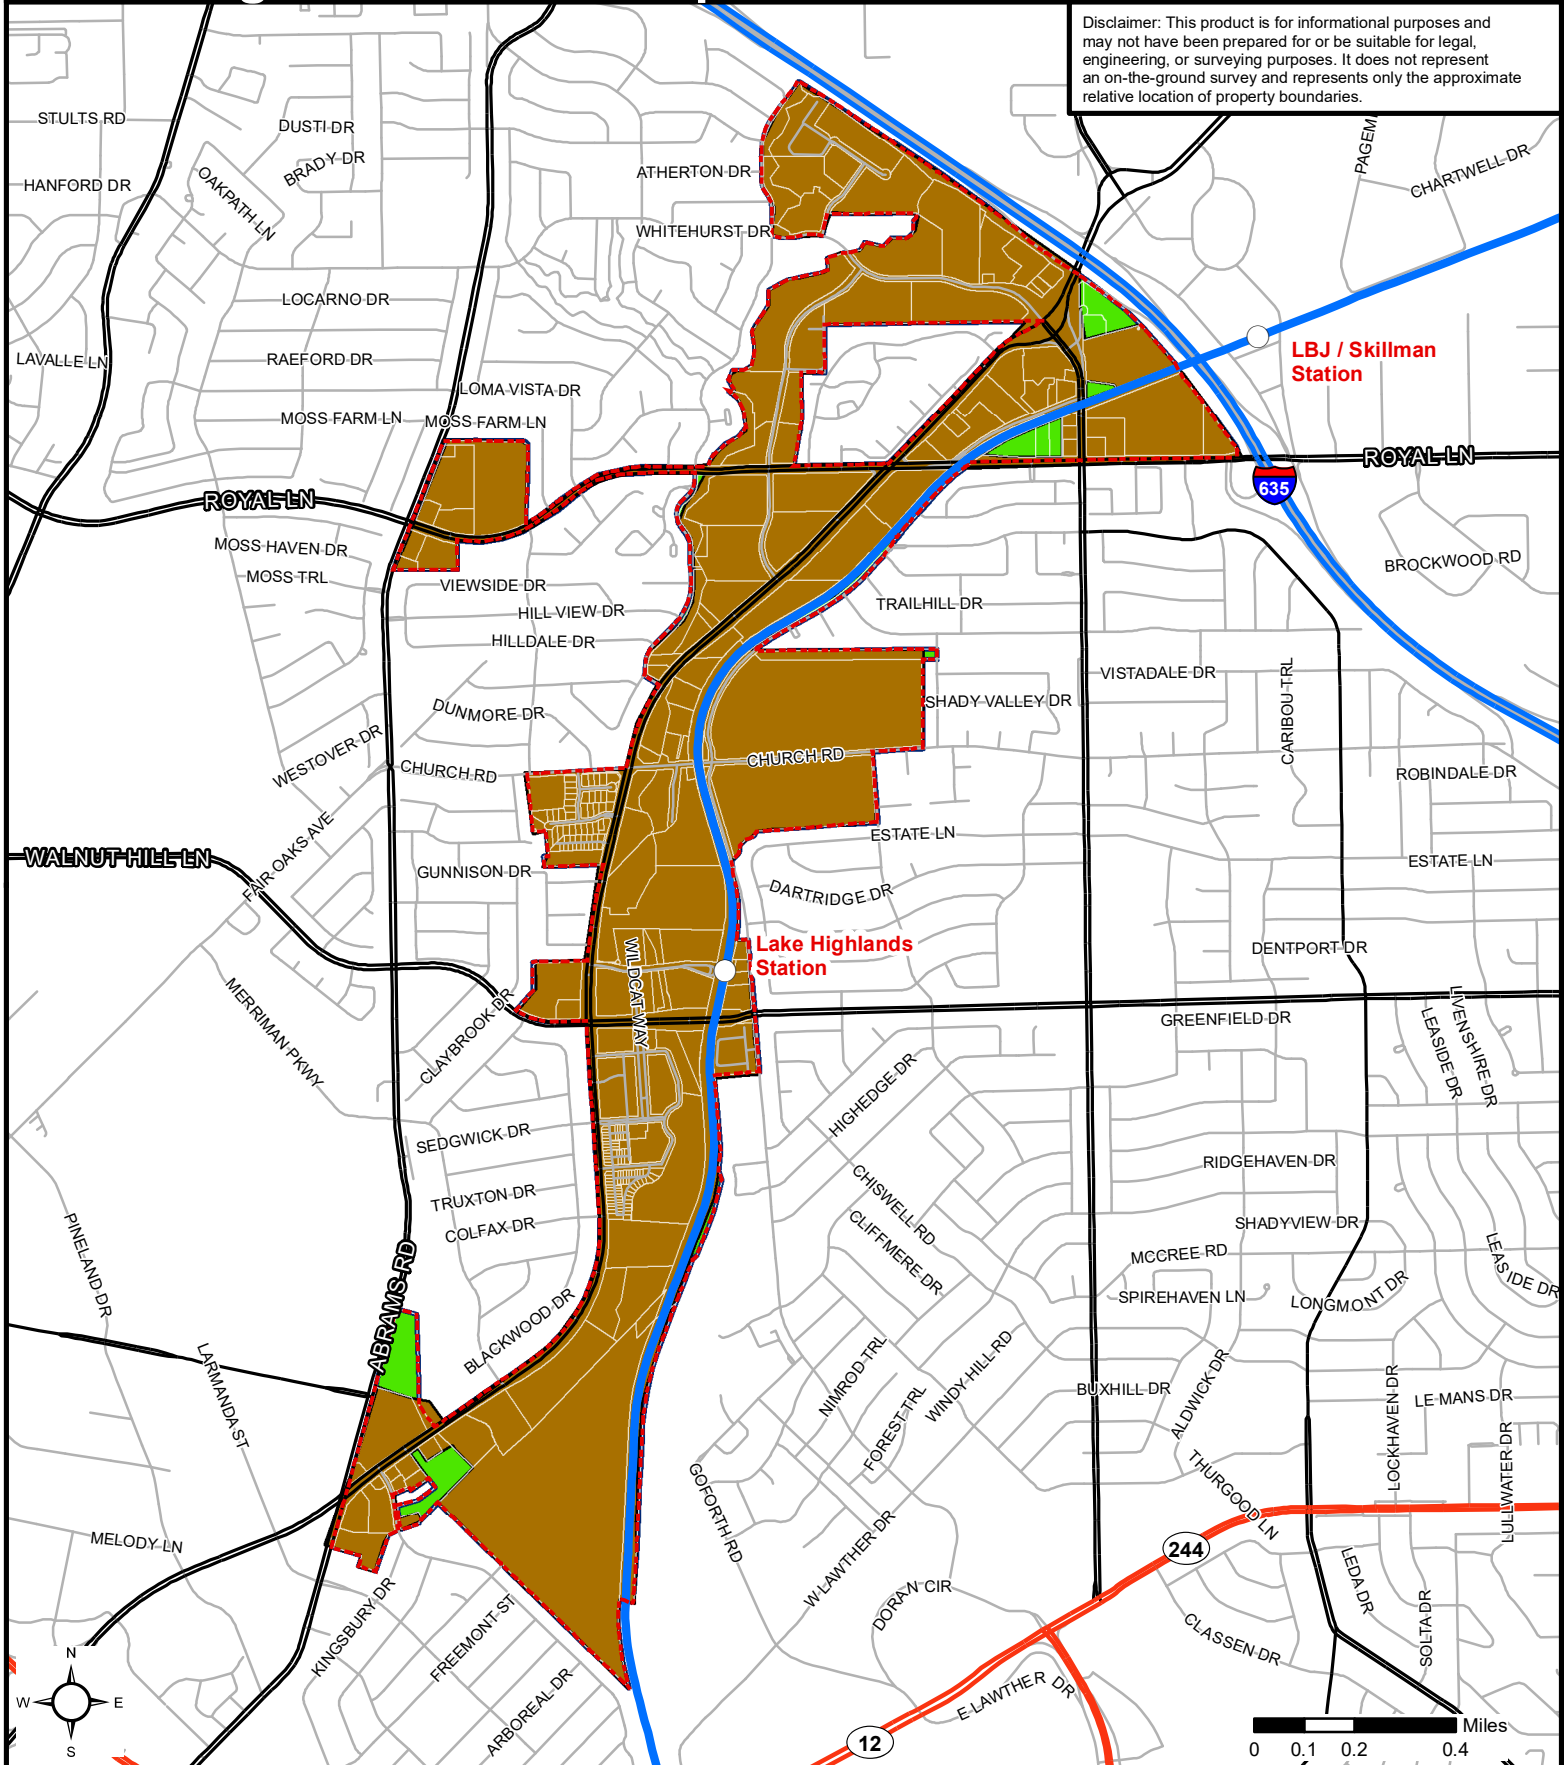 Disclaimer: This product is for informational purposes and
may not have been prepared for or be suitable for legal,
engineering, or surveying purposes. It does not represent
an on-the-ground survey and represents only the approximate
relative location of property boundaries.
STULTS RD
DUSTI DR
BRADY DR
HANFORD DR
OAKPATH LN
ATHERTON DR
CHARTWELL DR
WHITEHURST DR
LOCARNO DR
LAVALLE LN
RAEFORD DR
LBJ / Skillman
Station
LOMA VISTA DR
MOSS FARM LN
MOSS FARM LN
ROYAL LN
ROYAL LN
635
MOSS HAVEN DR
MOSS TRL
VIEWSIDE DR
BROCKWOOD RD
HILL VIEW DR
TRAILHILL DR
HILLDALE DR
VISTADALE DR
CARIBOU TRL
SHADY VALLEY DR
DUNMORE DR
WESTOVER DR
CHURCH RD
CHURCH RD
ROBINDALE DR
FAIR OAKS AVE
ESTATE LN
WALNUT HILL LN
ESTATE LN
GUNNISON DR
DARTRIDGE DR
Lake Highlands
Station
DENTPORT DR
WILDCAT WAY
MERRIMAN PKWY
CLAYBROOK DR
GREENFIELD DR
LEASIDE DR
LIVENSHIRE DR
HIGHEDGE DR
SEDGWICK DR
RIDGEHAVEN DR
CHISWELL RD
TRUXTON DR
COLFAX DR
CLIFFMERE DR
SHADYVIEW DR
PINELAND DR
MCCREE RD
LEASIDE DR
ABRAMS RD
SPIREHAVEN LN
LONGMONT DR
BLACKWOOD DR
LARMANDA ST
NIMROD TRL
WINDY HILL RD
BUXHILL DR
ALDWICK DR
LOCKHAVEN DR
LE MANS DR
FOREST TRL
LULLWATER DR
GOFORTH RD
THURGOOD LN
MELODY LN
W LAWTHER DR
244
KINGSBURY DR
FREEMONT ST
DORAN CIR
LEDA DR
SOLTA DR
CLASSEN DR
N
W
E
S
ARBOREAL DR
E LAWTHER DR
12
Miles
0 0.1 0.2 0.4